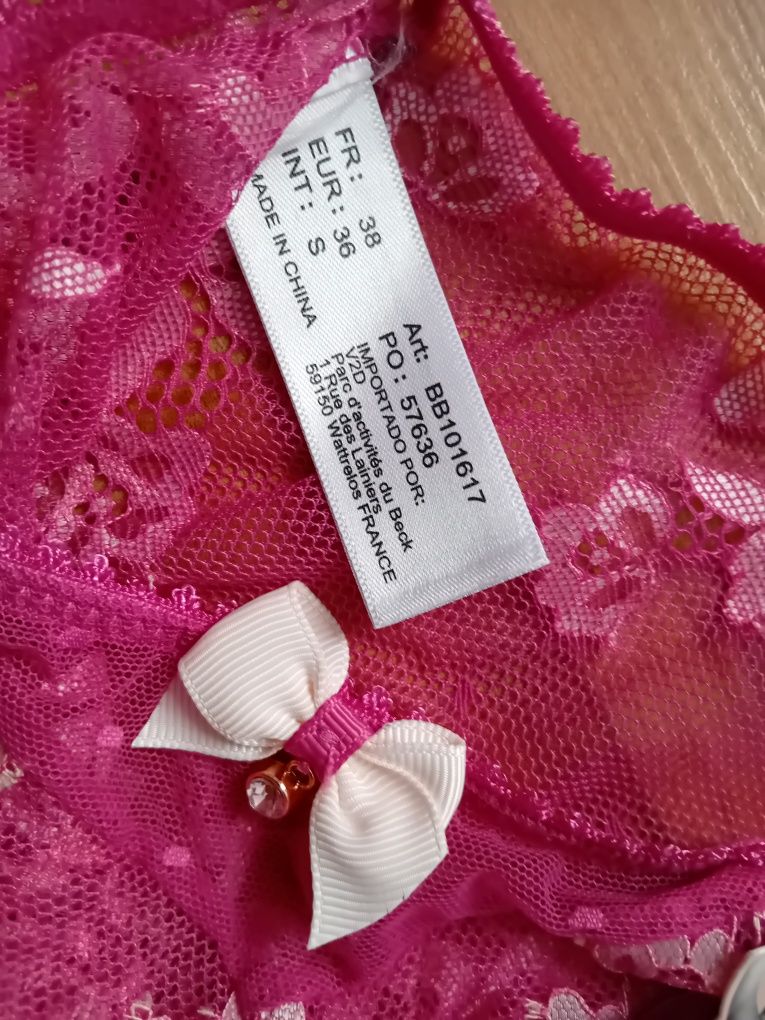 FR: 38
EUR: 36
INT: S
MADE IN CHINA
Art: BB101617
PO: 57636
IMPORTADO POR:
V2D
Parc d'activités du Beck
1 Rue des Lainiers
59150 Wattrelos FRANCE